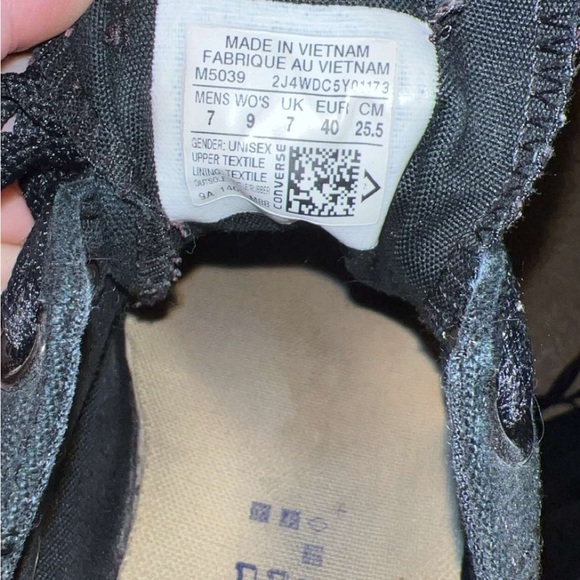 MADE IN VIETNAM
FABRIQUE AU VIETNAM
M5039 2J4WDC5Y01173
MENS WO'S UK EUR CM
7 9 7 40 25.5
GENDER: UNISEX
UPPER TEXTILE
LINING TEXTILE
CONVERSE